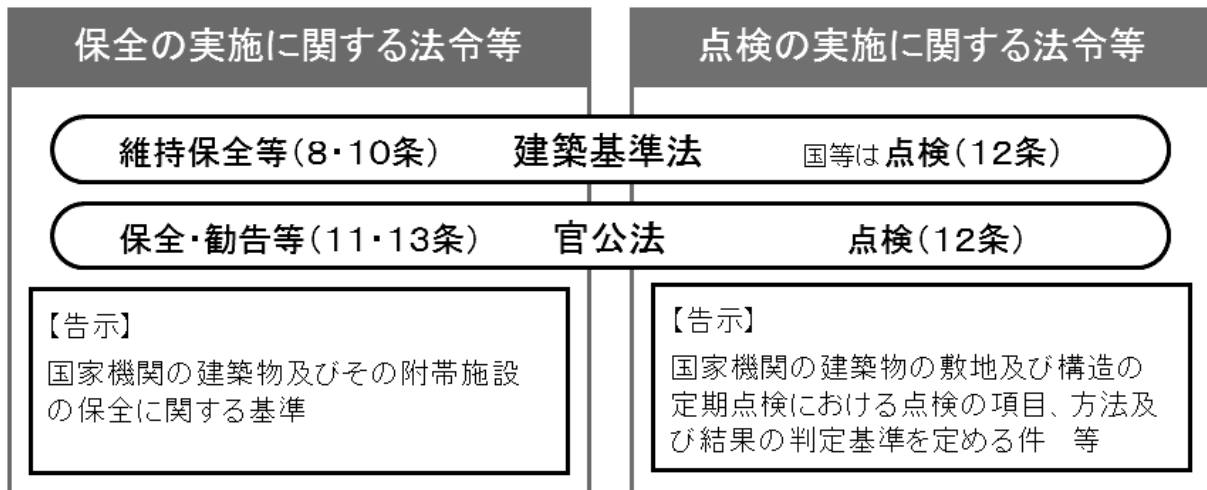 保全の実施に関する法令等
点検の実施に関する法令等
維持保全等(8・10条) 建築基準法 国等は点検(12条)
保全・勧告等(11・13条) 官公法 点検(12条)
【告示】
国家機関の建築物及びその附帯施設
の保全に関する基準
【告示】
国家機関の建築物の敷地及び構造の
定期点検における点検の項目、方法及
び結果の判定基準を定める件 等